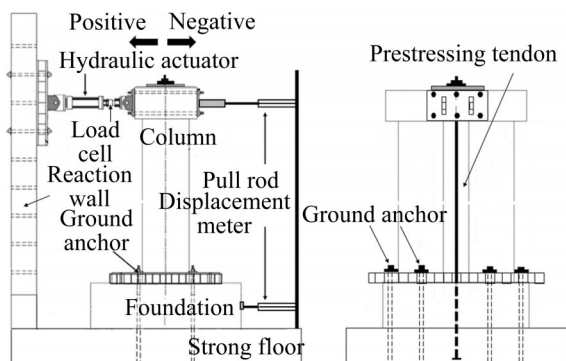 Positive
Negative
Hydraulic actuator
Prestressing tendon
Load
cell
Column
Reaction
wall
Pull rod
Displacement
meter
Ground
anchor
Ground anchor
Foundation
Strong floor